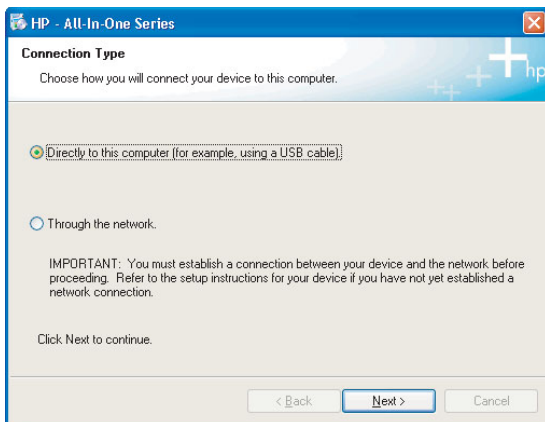 HP - All-In-One Series
Connection Type
Choose how you will connect your device to this computer.
hp
Directly to this computer (for example, using a USB cable).
Through the network.
IMPORTANT: You must establish a connection between your device and the network before
proceeding. Refer to the setup instructions for your device if you have not yet established a
network connection.
Click Next to continue.
< Back
Next >
Cancel